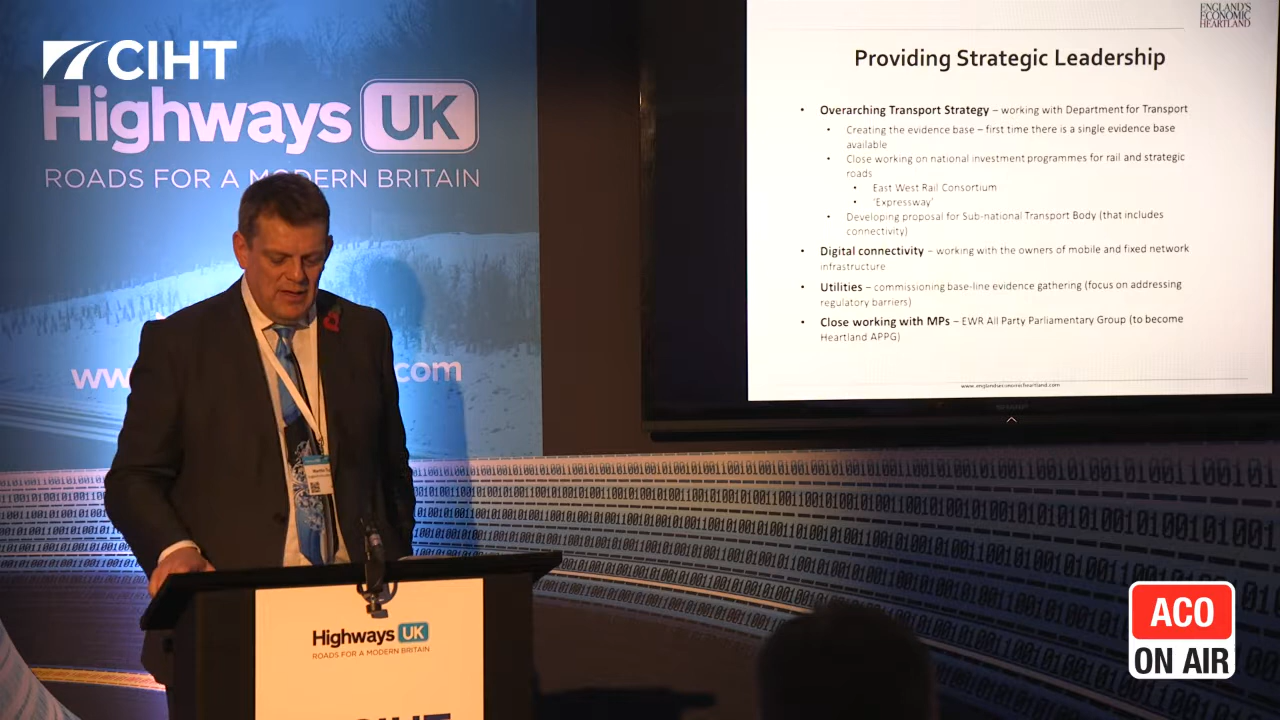 CIHT
Highways UK
ROADS FOR A MODERN BRITAIN
ww
com
ENGLAND'S
ECONOMIC
HEARTLAND
Providing Strategic Leadership
• Overarching Transport Strategy – working with Department for Transport
• Creating the evidence base – first time there is a single evidence base
available
• Close working on national investment programmes for rail and strategic
roads
• East West Rail Consortium
• 'Expressway'
• Developing proposal for Sub-national Transport Body (that includes
connectivity)
• Digital connectivity – working with the owners of mobile and fixed network
infrastructure
• Utilities – commissioning base-line evidence gathering (focus on addressing
regulatory barriers)
• Close working with MPs – EWR All Party Parliamentary Group (to become
Heartland APPG)
www.englandseconomicheartland.com
SHARP
Highways UK
ROADS FOR A MODERN BRITAIN
CIHT
ACO
ON AIR